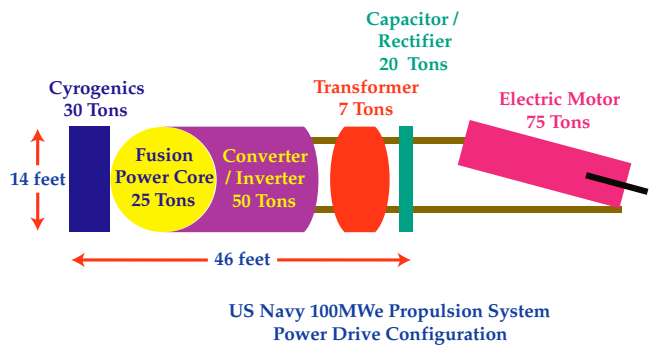 Capacitor /
Rectifier
20 Tons
Cyrogenics
30 Tons
Transformer
7 Tons
Electric Motor
75 Tons
14 feet
Fusion
Power Core
25 Tons
Converter
/ Inverter
50 Tons
46 feet
US Navy 100MWe Propulsion System
Power Drive Configuration